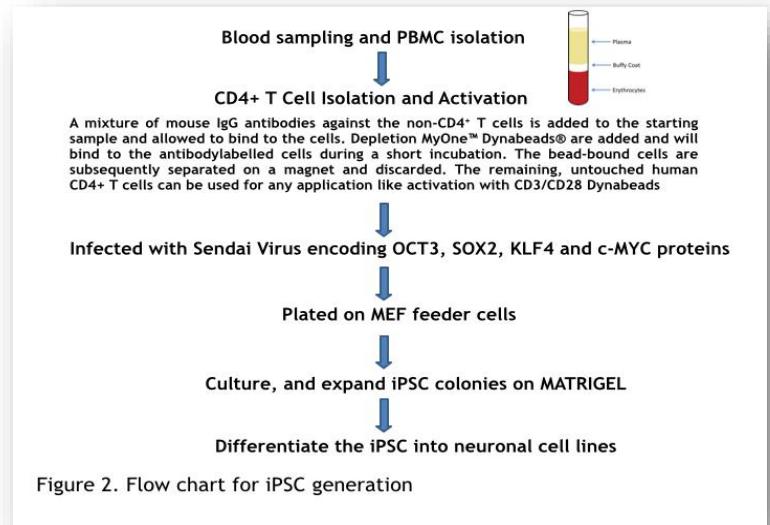 Blood sampling and PBMC isolation
Plasma
Buffy Coat
Erythrocytes
CD4+ T Cell Isolation and Activation
A mixture of mouse IgG antibodies against the non-CD4⁺ T cells is added to the starting
sample and allowed to bind to the cells. Depletion MyOne™ Dynabeads® are added and will
bind to the antibodylabelled cells during a short incubation. The bead-bound cells are
subsequently separated on a magnet and discarded. The remaining, untouched human
CD4+ T cells can be used for any application like activation with CD3/CD28 Dynabeads
Infected with Sendai Virus encoding OCT3, SOX2, KLF4 and c-MYC proteins
Plated on MEF feeder cells
Culture, and expand iPSC colonies on MATRIGEL
Differentiate the iPSC into neuronal cell lines
Figure 2. Flow chart for iPSC generation